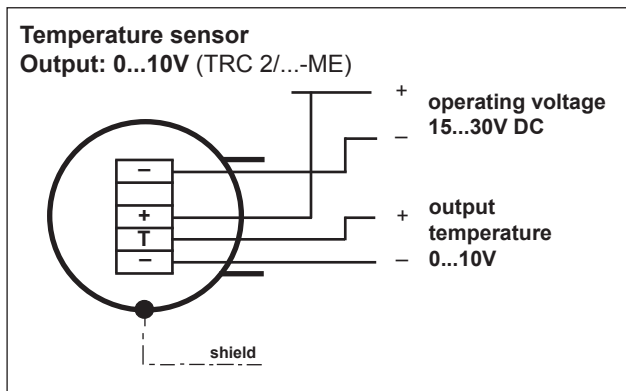 Temperature sensor
Output: 0...10V (TRC 2/...-ME)
+ operating voltage
15...30V DC
–
–
+
T
–
+ output
temperature
– 0...10V
shield